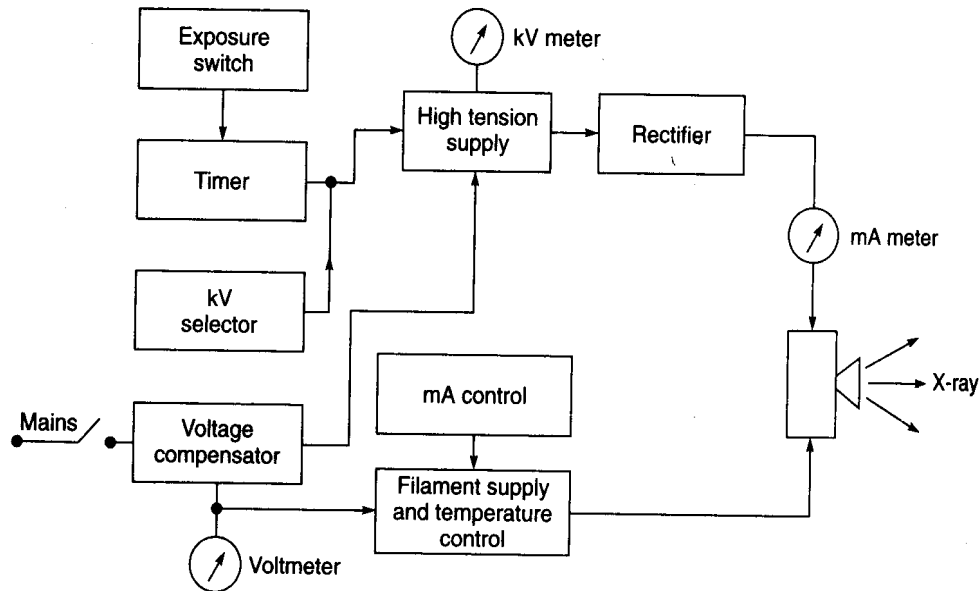 Exposure
switch
kV meter
High tension
supply
Rectifier
Timer
mA meter
kV
selector
mA control
X-ray
Mains
Voltage
compensator
Filament supply
and temperature
control
Voltmeter